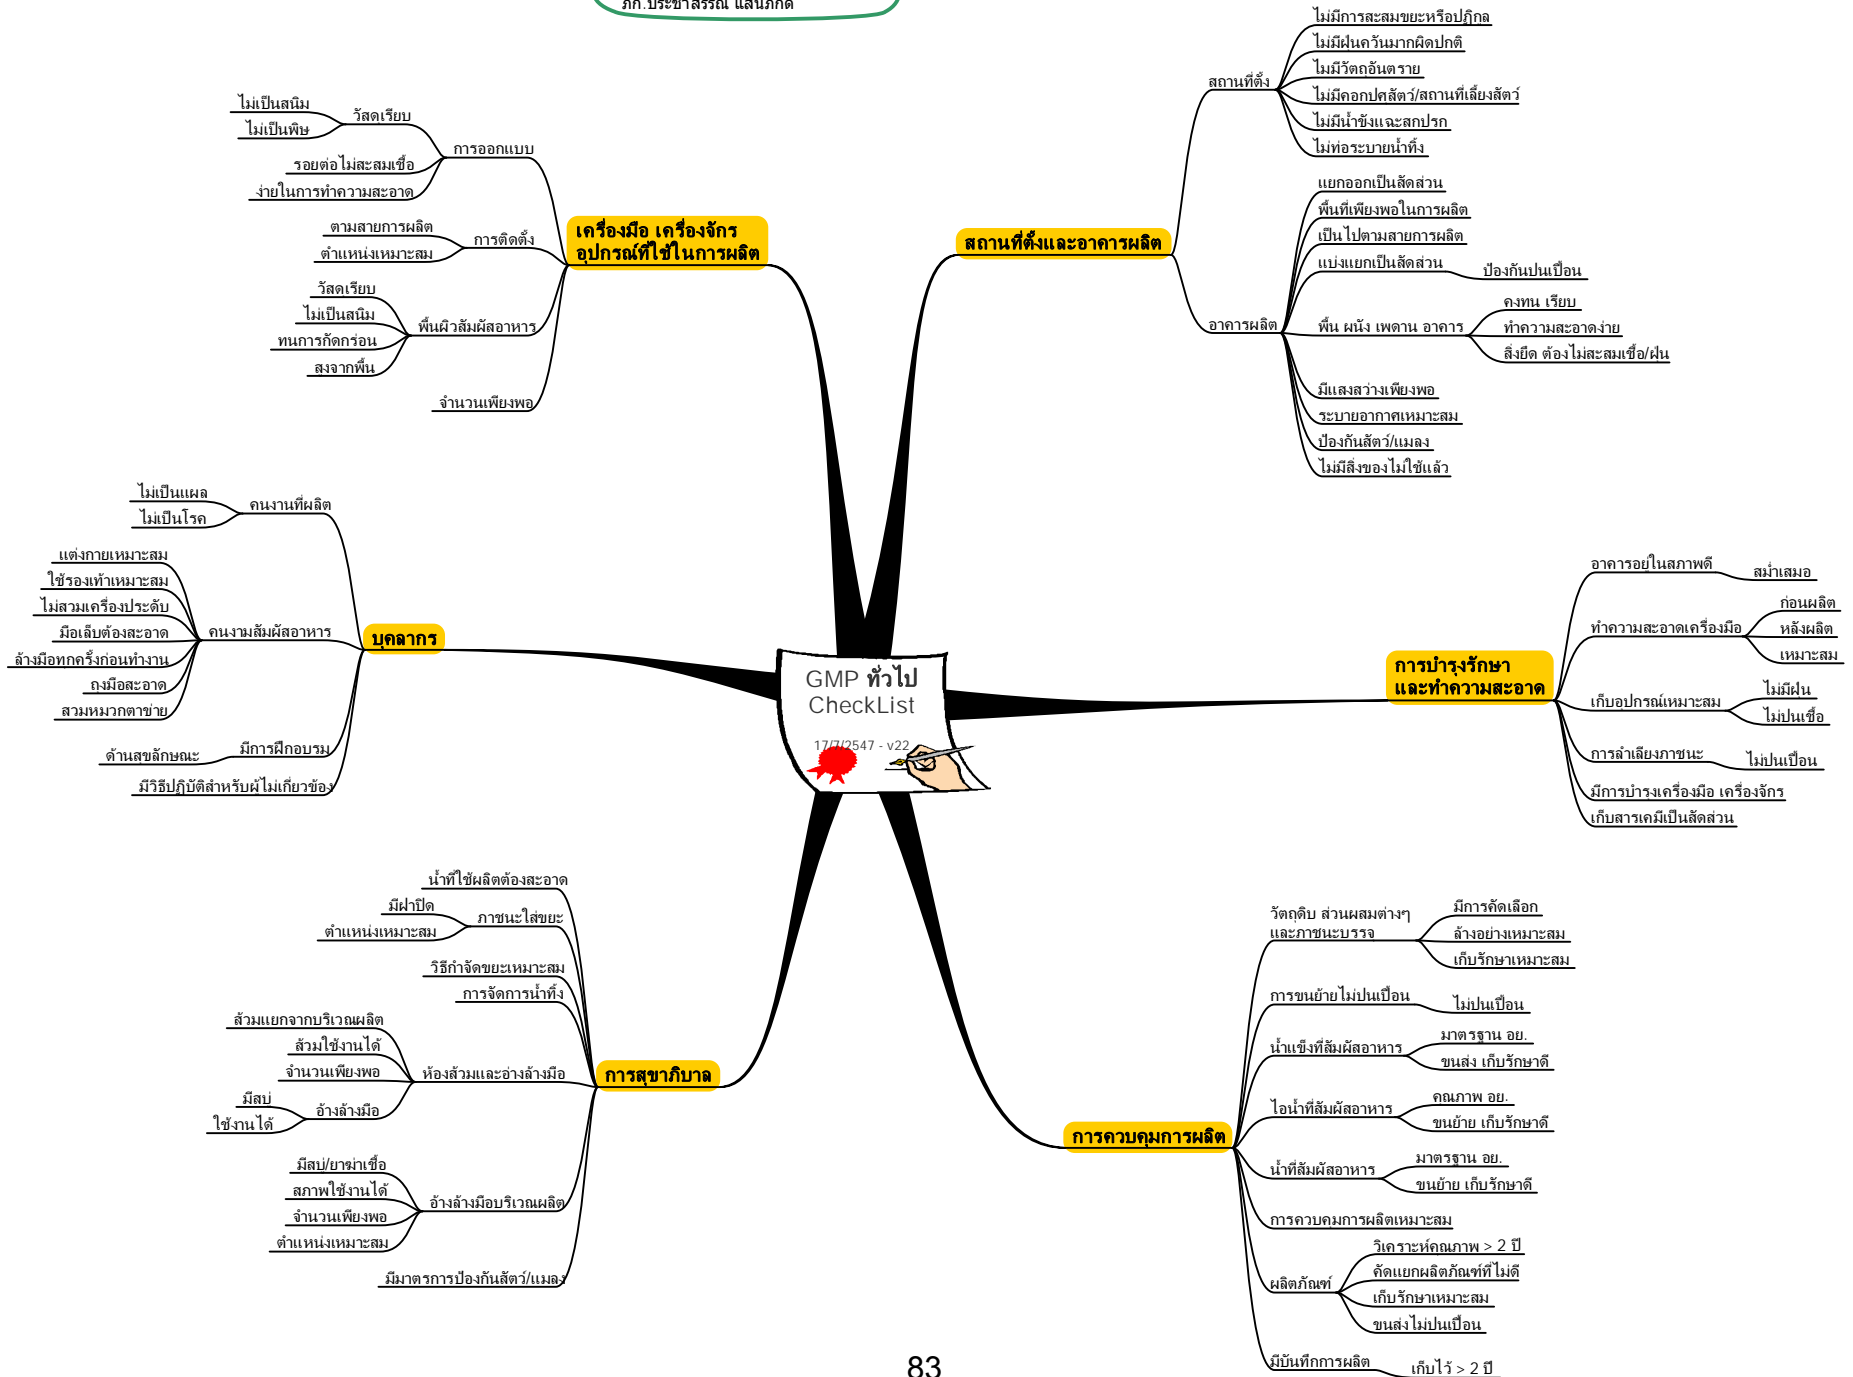 ภก.ประชาสรรณ์ แสนภักดี
GMP ทั่วไป
CheckList
17/7/2547 - v22
สถานที่ตั้งและอาคารผลิต
สถานที่ตั้ง
ไม่มีการสะสมขยะหรือปฏิกูล
ไม่มีฝุ่นควันมากผิดปกติ
ไมมีวัตถุอันตราย
ไม่มีคอกปศุสัตว์/สถานที่เลี้ยงสัตว์
ไม่มีน้ำขังแฉะสกปรก
ไม่ท่อระบายน้ำทิ้ง
อาคารผลิต
แยกออกเป็นสัดส่วน
พื้นที่เพียงพอในการผลิต
เป็นไปตามสายการผลิต
แบ่งแยกเป็นสัดส่วน
ป้องกันปนเปื้อน
พื้น ผนัง เพดาน อาคาร
คงทน เรียบ
ทำความสะอาดง่าย
สิ่งยึด ต้องไม่สะสมเชื้อ/ฝุ่น
มีแสงสว่างเพียงพอ
ระบายอากาศเหมาะสม
ป้องกันสัตว์/แมลง
ไม่มีสิ่งของไม่ใช้แล้ว
การบำรุงรักษา
และทำความสะอาด
อาคารอยู่ในสภาพดี
สม่ำเสมอ
ทำความสะอาดเครื่องมือ
ก่อนผลิต
หลังผลิต
เหมาะสม
เก็บอุปกรณ์เหมาะสม
ไม่มีฝุ่น
ไม่ปนเชื้อ
การลำเลียงภาชนะ
ไม่ปนเปื้อน
มีการบำรุงเครื่องมือ เครื่องจักร
เก็บสารเคมีเป็นสัดส่วน
การควบคุมการผลิต
วัตถุดิบ ส่วนผสมต่างๆ
และภาชนะบรรจุ
มีการคัดเลือก
ล้างอย่างเหมาะสม
เก็บรักษาเหมาะสม
การขนย้ายไม่ปนเปื้อน
ไม่ปนเปื้อน
น้ำแข็งที่สัมผัสอาหาร
มาตรฐาน อย.
ขนส่ง เก็บรักษาดี
ไอน้ำที่สัมผัสอาหาร
คุณภาพ อย.
ขนย้าย เก็บรักษาดี
น้ำที่สัมผัสอาหาร
มาตรฐาน อย.
ขนย้าย เก็บรักษาดี
การควบคุมการผลิตเหมาะสม
ผลิตภัณฑ์
วิเคราะห์คุณภาพ > 2 ปี
คัดแยกผลิตภัณฑ์ที่ไม่ดี
เก็บรักษาเหมาะสม
ขนส่งไม่ปนเปื้อน
มีบันทึกการผลิต
เก็บไว้ > 2 ปี
เครื่องมือ เครื่องจักร
อุปกรณ์ที่ใช้ในการผลิต
การออกแบบ
วัสดุเรียบ
ไม่เป็นสนิม
ไม่เป็นพิษ
รอยต่อไม่สะสมเชื้อ
ง่ายในการทำความสะอาด
การติดตั้ง
ตามสายการผลิต
ตำแหน่งเหมาะสม
พื้นผิวสัมผัสอาหาร
วัสดุเรียบ
ไม่เป็นสนิม
ทนการกัดกร่อน
สูงจากพื้น
จำนวนเพียงพอ
บุคลากร
คนงานที่ผลิต
ไม่เป็นแผล
ไม่เป็นโรค
คนงามสัมผัสอาหาร
แต่งกายเหมาะสม
ใช้รองเท้าเหมาะสม
ไม่สวมเครื่องประดับ
มือเล็บต้องสะอาด
ล้างมือทุกครั้งก่อนทำงาน
ถุงมือสะอาด
สวมหมวกตาข่าย
มีการฝึกอบรม
ด้านสุขลักษณะ
มีวิธีปฏิบัติสำหรับผู้ไม่เกี่ยวข้อง
การสุขาภิบาล
น้ำที่ใช้ผลิตต้องสะอาด
ภาชนะใส่ขยะ
มีฝาปิด
ตำแหน่งเหมาะสม
วิธีกำจัดขยะเหมาะสม
การจัดการน้ำทิ้ง
ห้องส้วมและอ่างล้างมือ
ส้วมแยกจากบริเวณผลิต
ส้วมใช้งานได้
จำนวนเพียงพอ
อ้างล้างมือ
มีสบู่
ใช้งานได้
อ้างล้างมือบริเวณผลิต
มีสบู่/ยาฆ่าเชื้อ
สภาพใช้งานได้
จำนวนเพียงพอ
ตำแหน่งเหมาะสม
มีมาตรการป้องกันสัตว์/แมลง
83